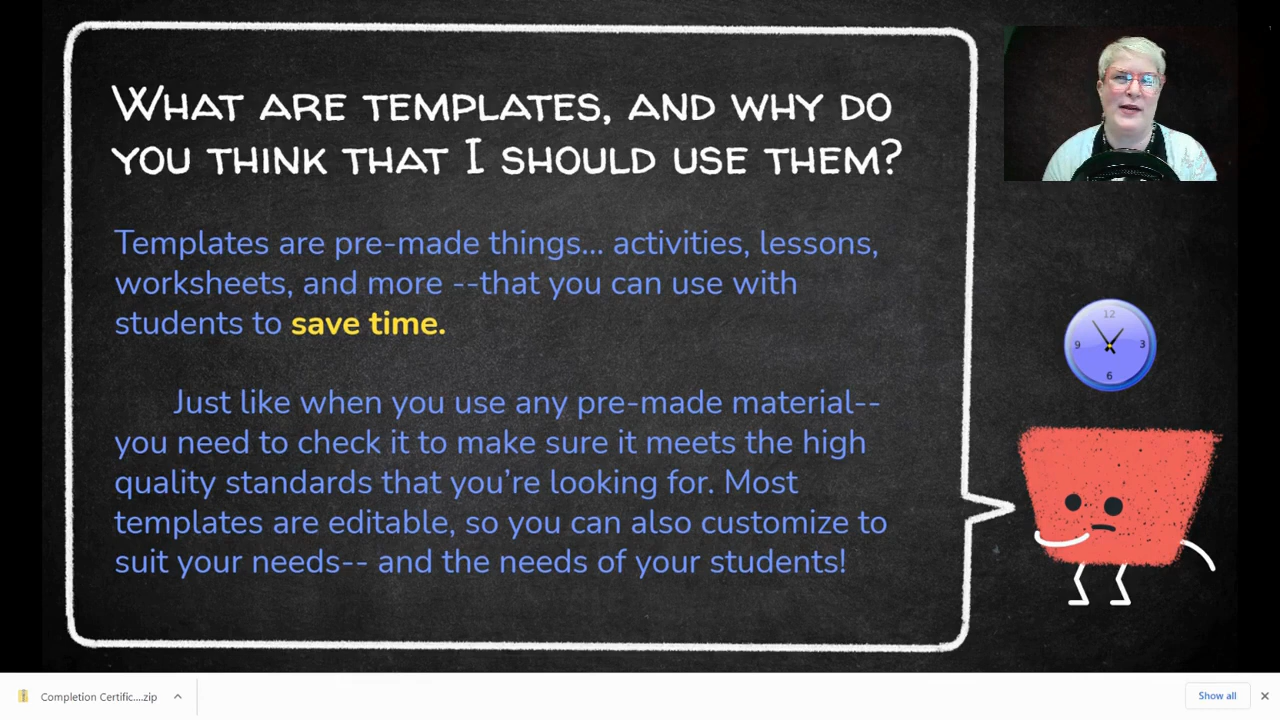 What are templates, and why do
you think that I should use them?
Templates are pre-made things... activities, lessons,
worksheets, and more --that you can use with
students to save time.
Just like when you use any pre-made material--
you need to check it to make sure it meets the high
quality standards that you're looking for. Most
templates are editable, so you can also customize to
suit your needs-- and the needs of your students!
12
9
3
6
Completion Certific....zip
Show all